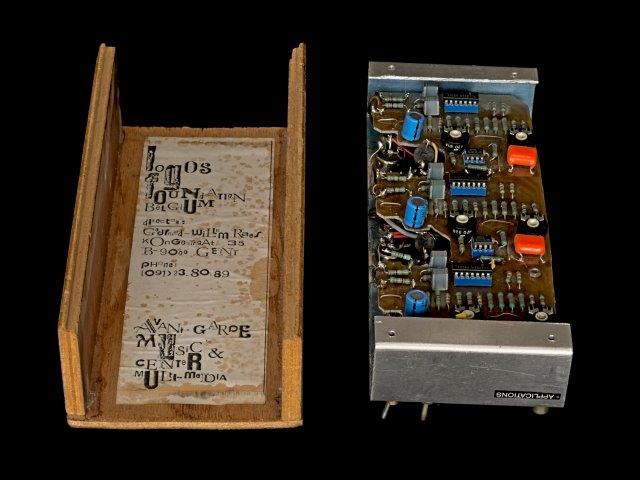 logos
FOUNDATION
BELGIUM
director:
Godfried-Willem Raes
KONGOSTRAAT 35
B-9000 GENT
PHONE:
(091)23.80.89
AVANT-GARDE
MUSIC &
CENTER
MULTI-MEDIA
APPLICATIONS